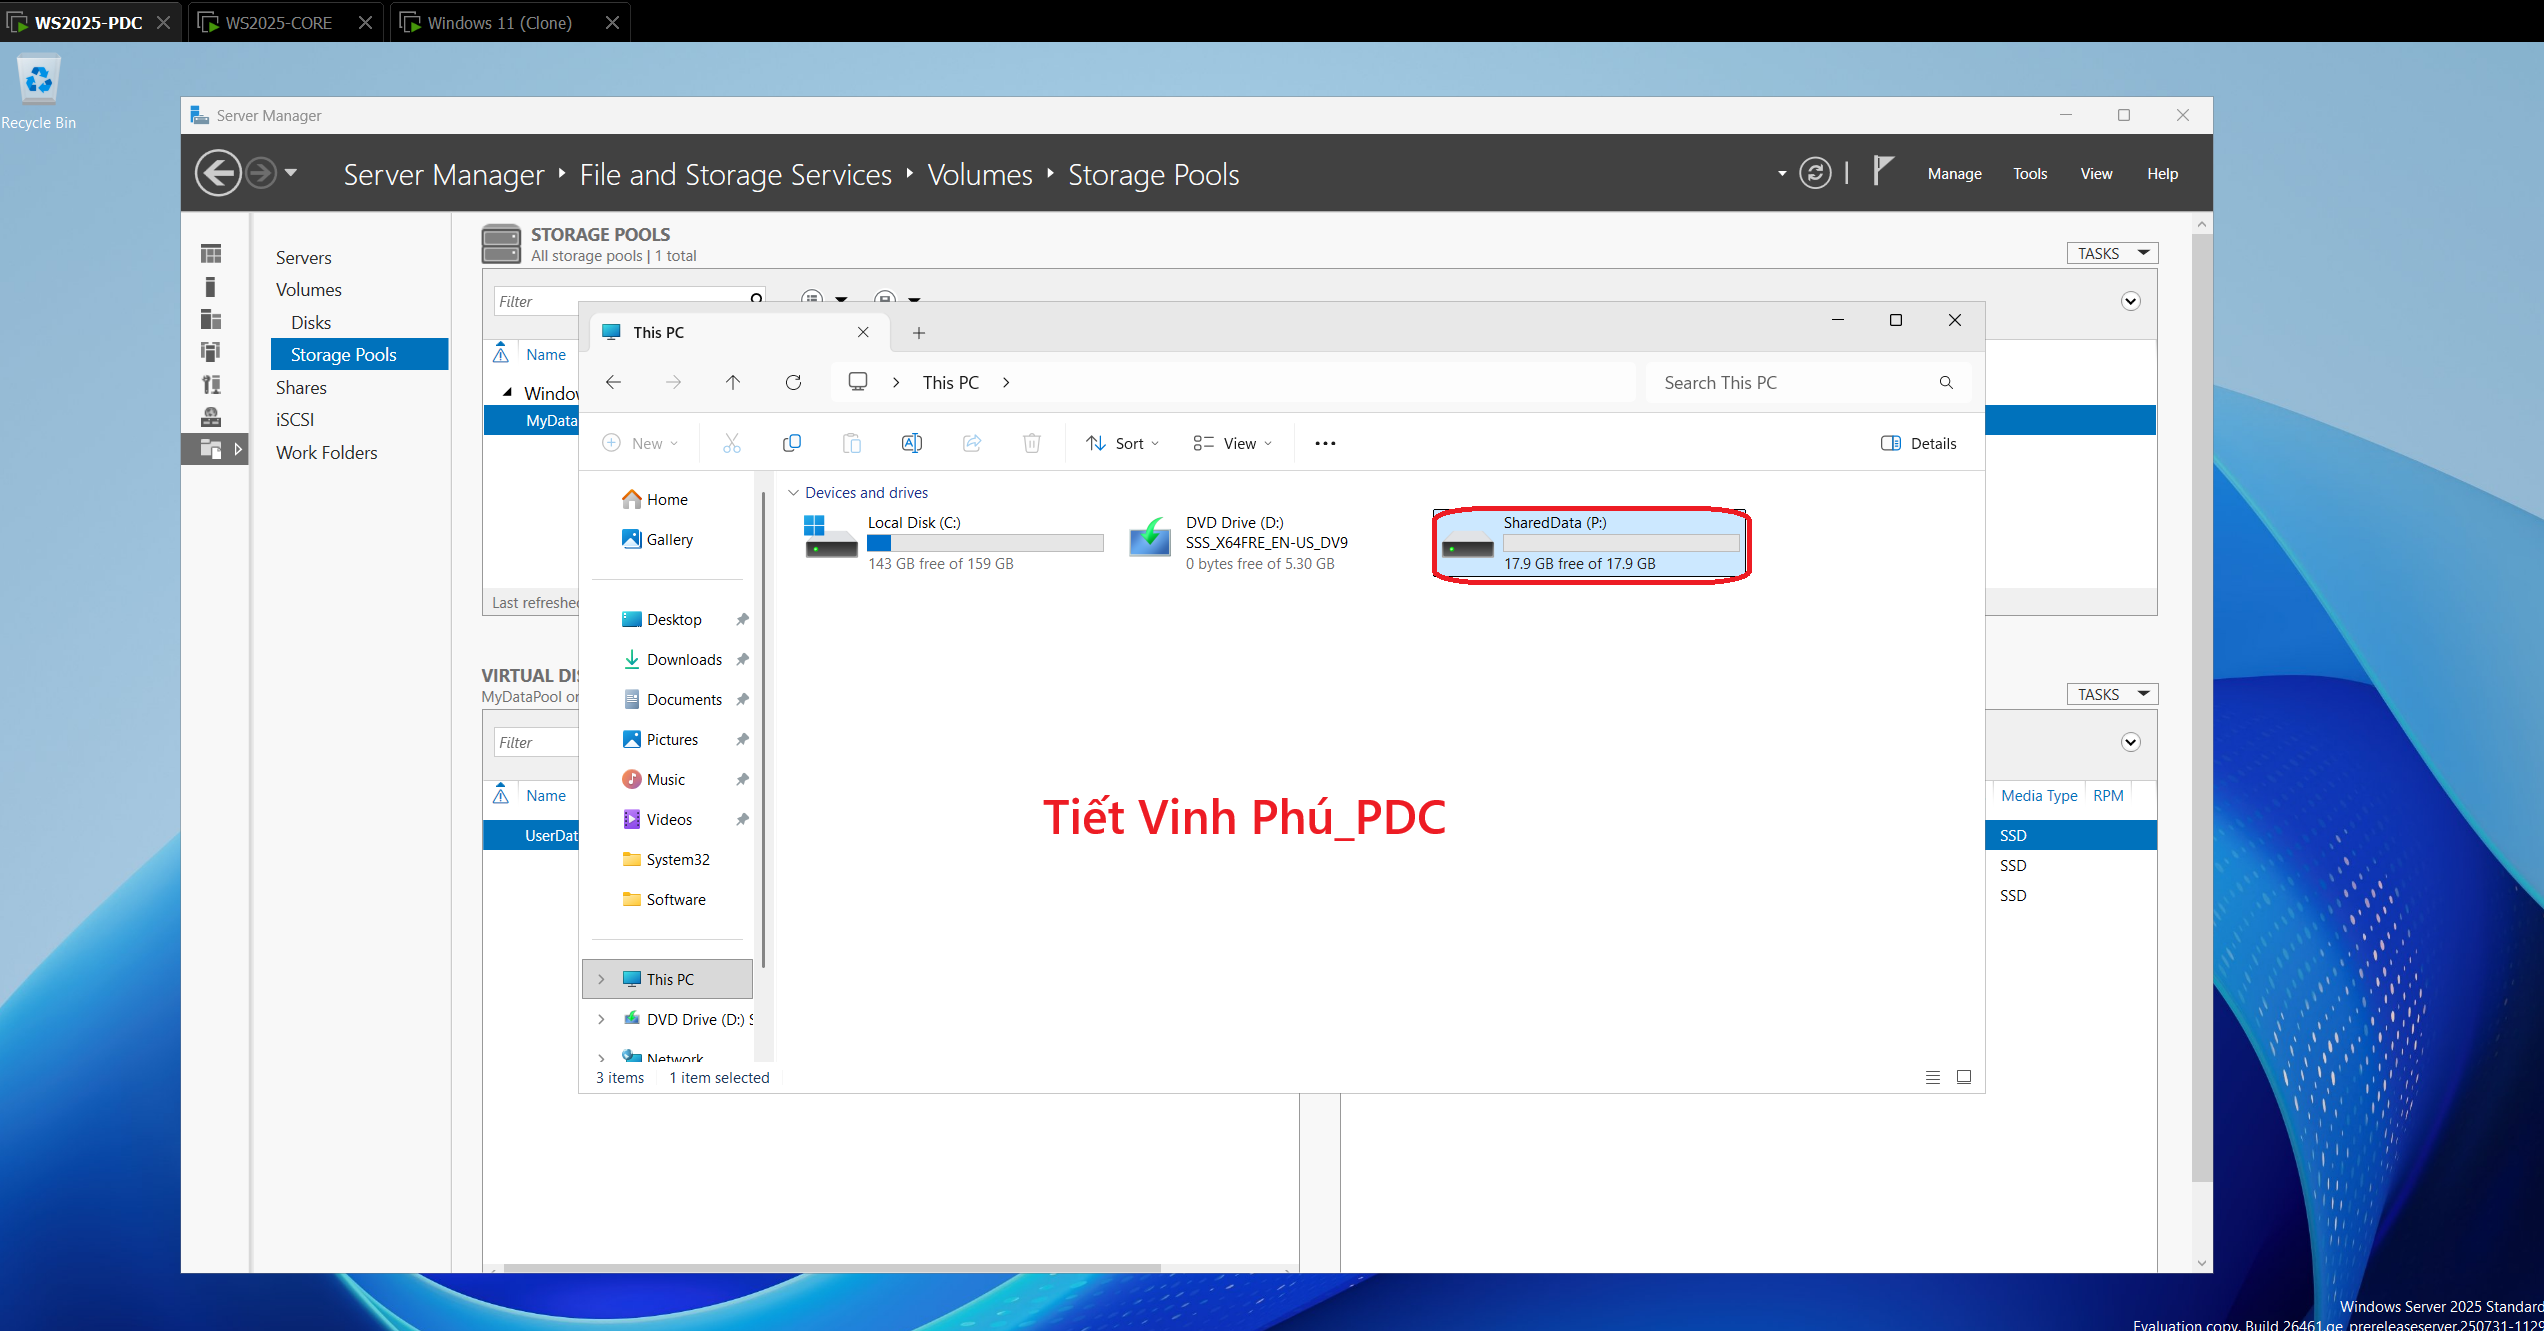 WS2025-PDC
WS2025-CORE
Windows 11 (Clone)
Recycle Bin
Server Manager
Server Manager
File and Storage Services
Volumes
Storage Pools
Manage
Tools
View
Help
Servers
Volumes
Disks
Storage Pools
Shares
iSCSI
Work Folders
STORAGE POOLS
All storage pools | 1 total
TASKS
Filter
Name
MyData
Last refreshed
This PC
This PC
Search This PC
New
Sort
View
Details
Home
Gallery
Desktop
Downloads
Documents
Pictures
Music
Videos
System32
Software
This PC
DVD Drive (D:) S
Network
Devices and drives
Local Disk (C:)
143 GB free of 159 GB
DVD Drive (D:)
SSS_X64FRE_EN-US_DV9
0 bytes free of 5.30 GB
SharedData (P:)
17.9 GB free of 17.9 GB
Tiết Vinh Phú_PDC
3 items
1 item selected
VIRTUAL DIS
MyDataPool on
TASKS
Filter
Name
UserDat
Media Type
RPM
SSD
SSD
SSD
Windows Server 2025 Standard
Evaluation copy. Build 26461.ge_prereleaseserver.250731-1129